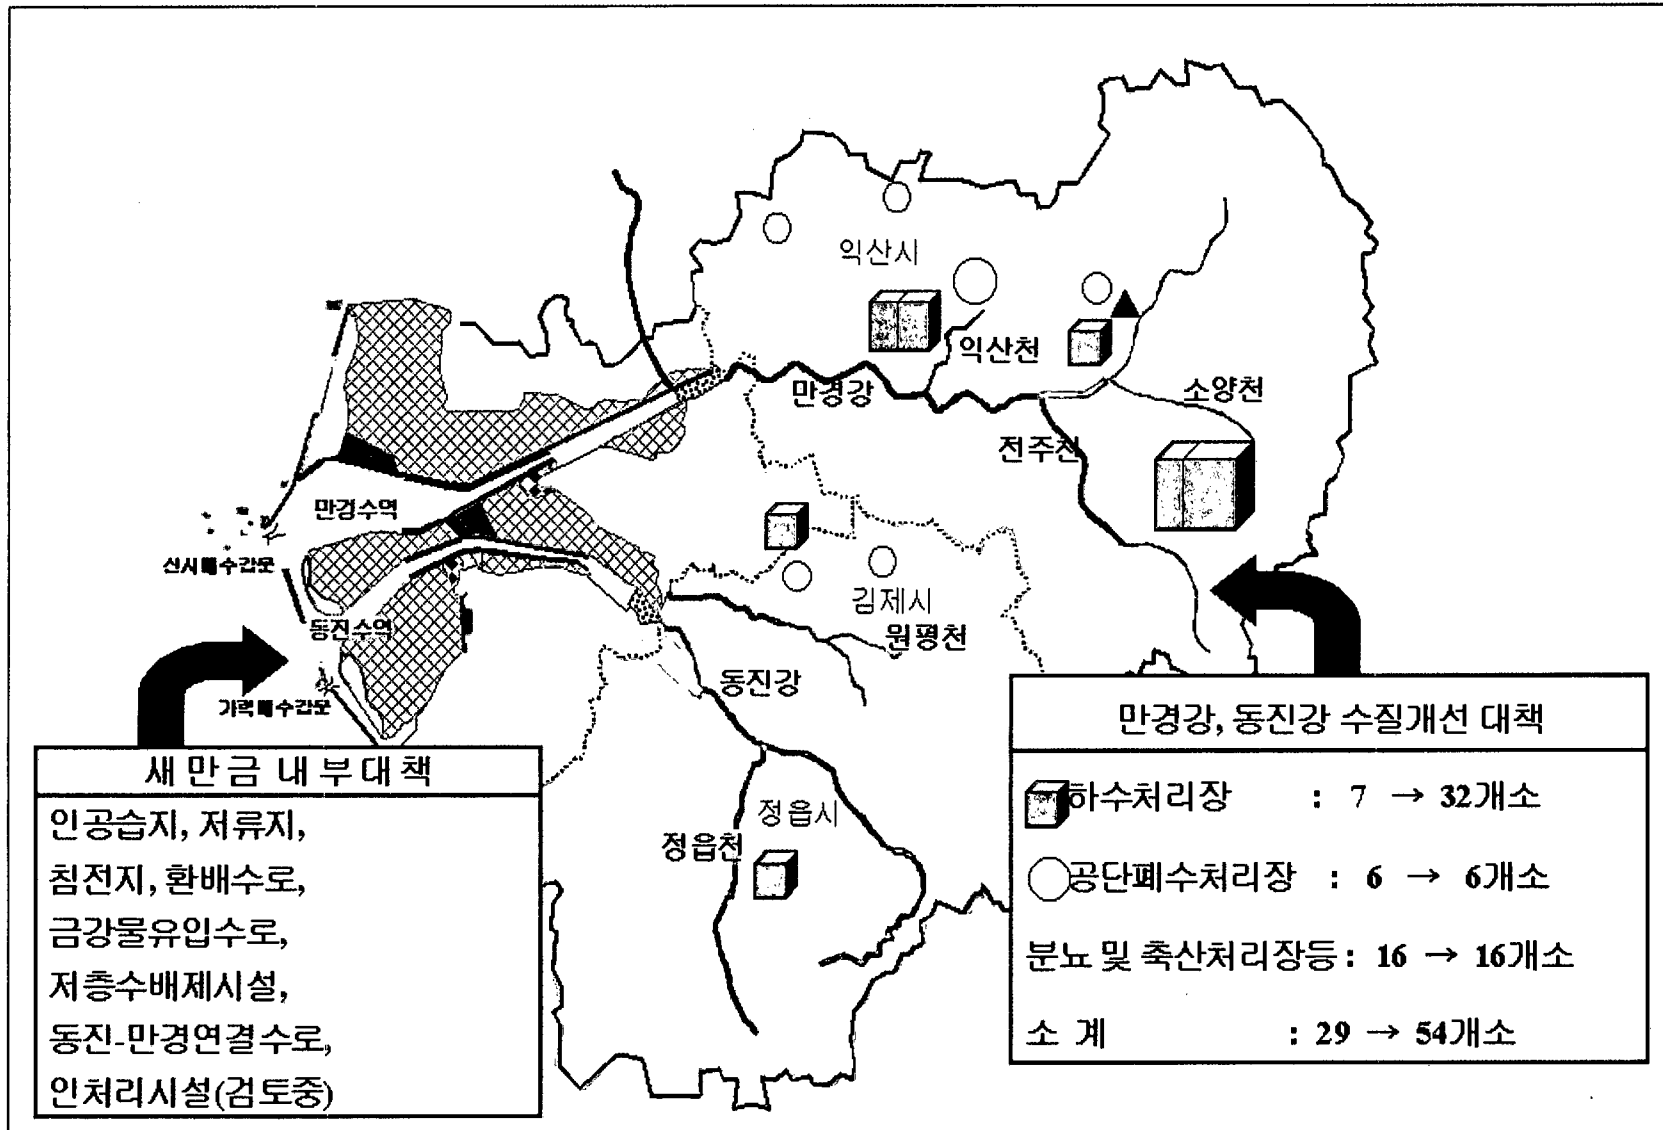 익산시
익산천
만경강
소양천
전주천
만경수역
신시배수갑문
김제시
원평천
동진수역
동진강
가력배수갑문
정읍시
정읍천
새만금 내부대책
인공습지, 저류지,
침전지, 환배수로,
금강물유입수로,
저층수배제시설,
동진-만경연결수로,
인처리시설(검토중)
만경강, 동진강 수질개선 대책
하수처리장 : 7 → 32개소
공단폐수처리장 : 6 → 6개소
분뇨 및 축산처리장등 : 16 → 16개소
소 계 : 29 → 54개소